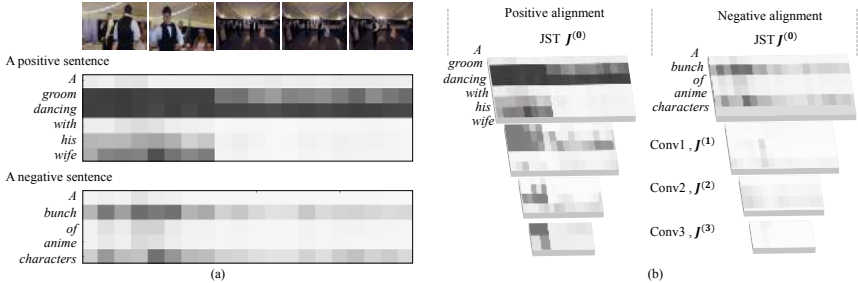 A positive sentence
A
groom
dancing
with
his
wife
A negative sentence
A
bunch
of
anime
characters
(a)
Positive alignment
JST J^(0)
A
groom
dancing
with
his
wife
Negative alignment
JST J^(0)
A
bunch
of
anime
characters
Conv1 , J^(1)
Conv2 , J^(2)
Conv3 , J^(3)
(b)